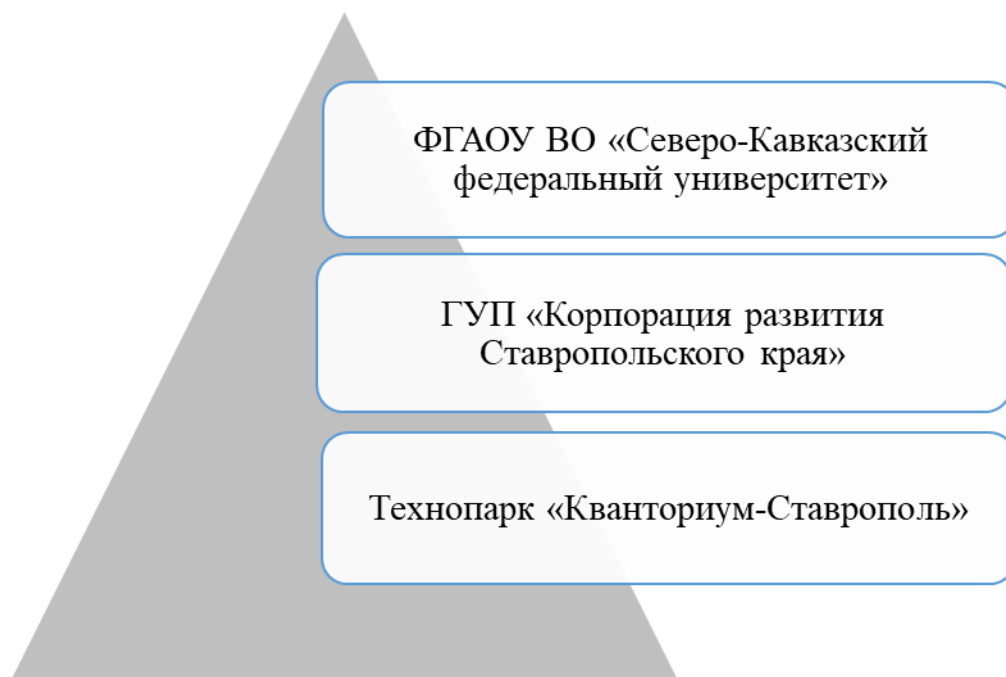 ФГАОУ ВО «Северо-Кавказский
федеральный университет»
ГУП «Корпорация развития
Ставропольского края»
Технопарк «Кванториум-Ставрополь»